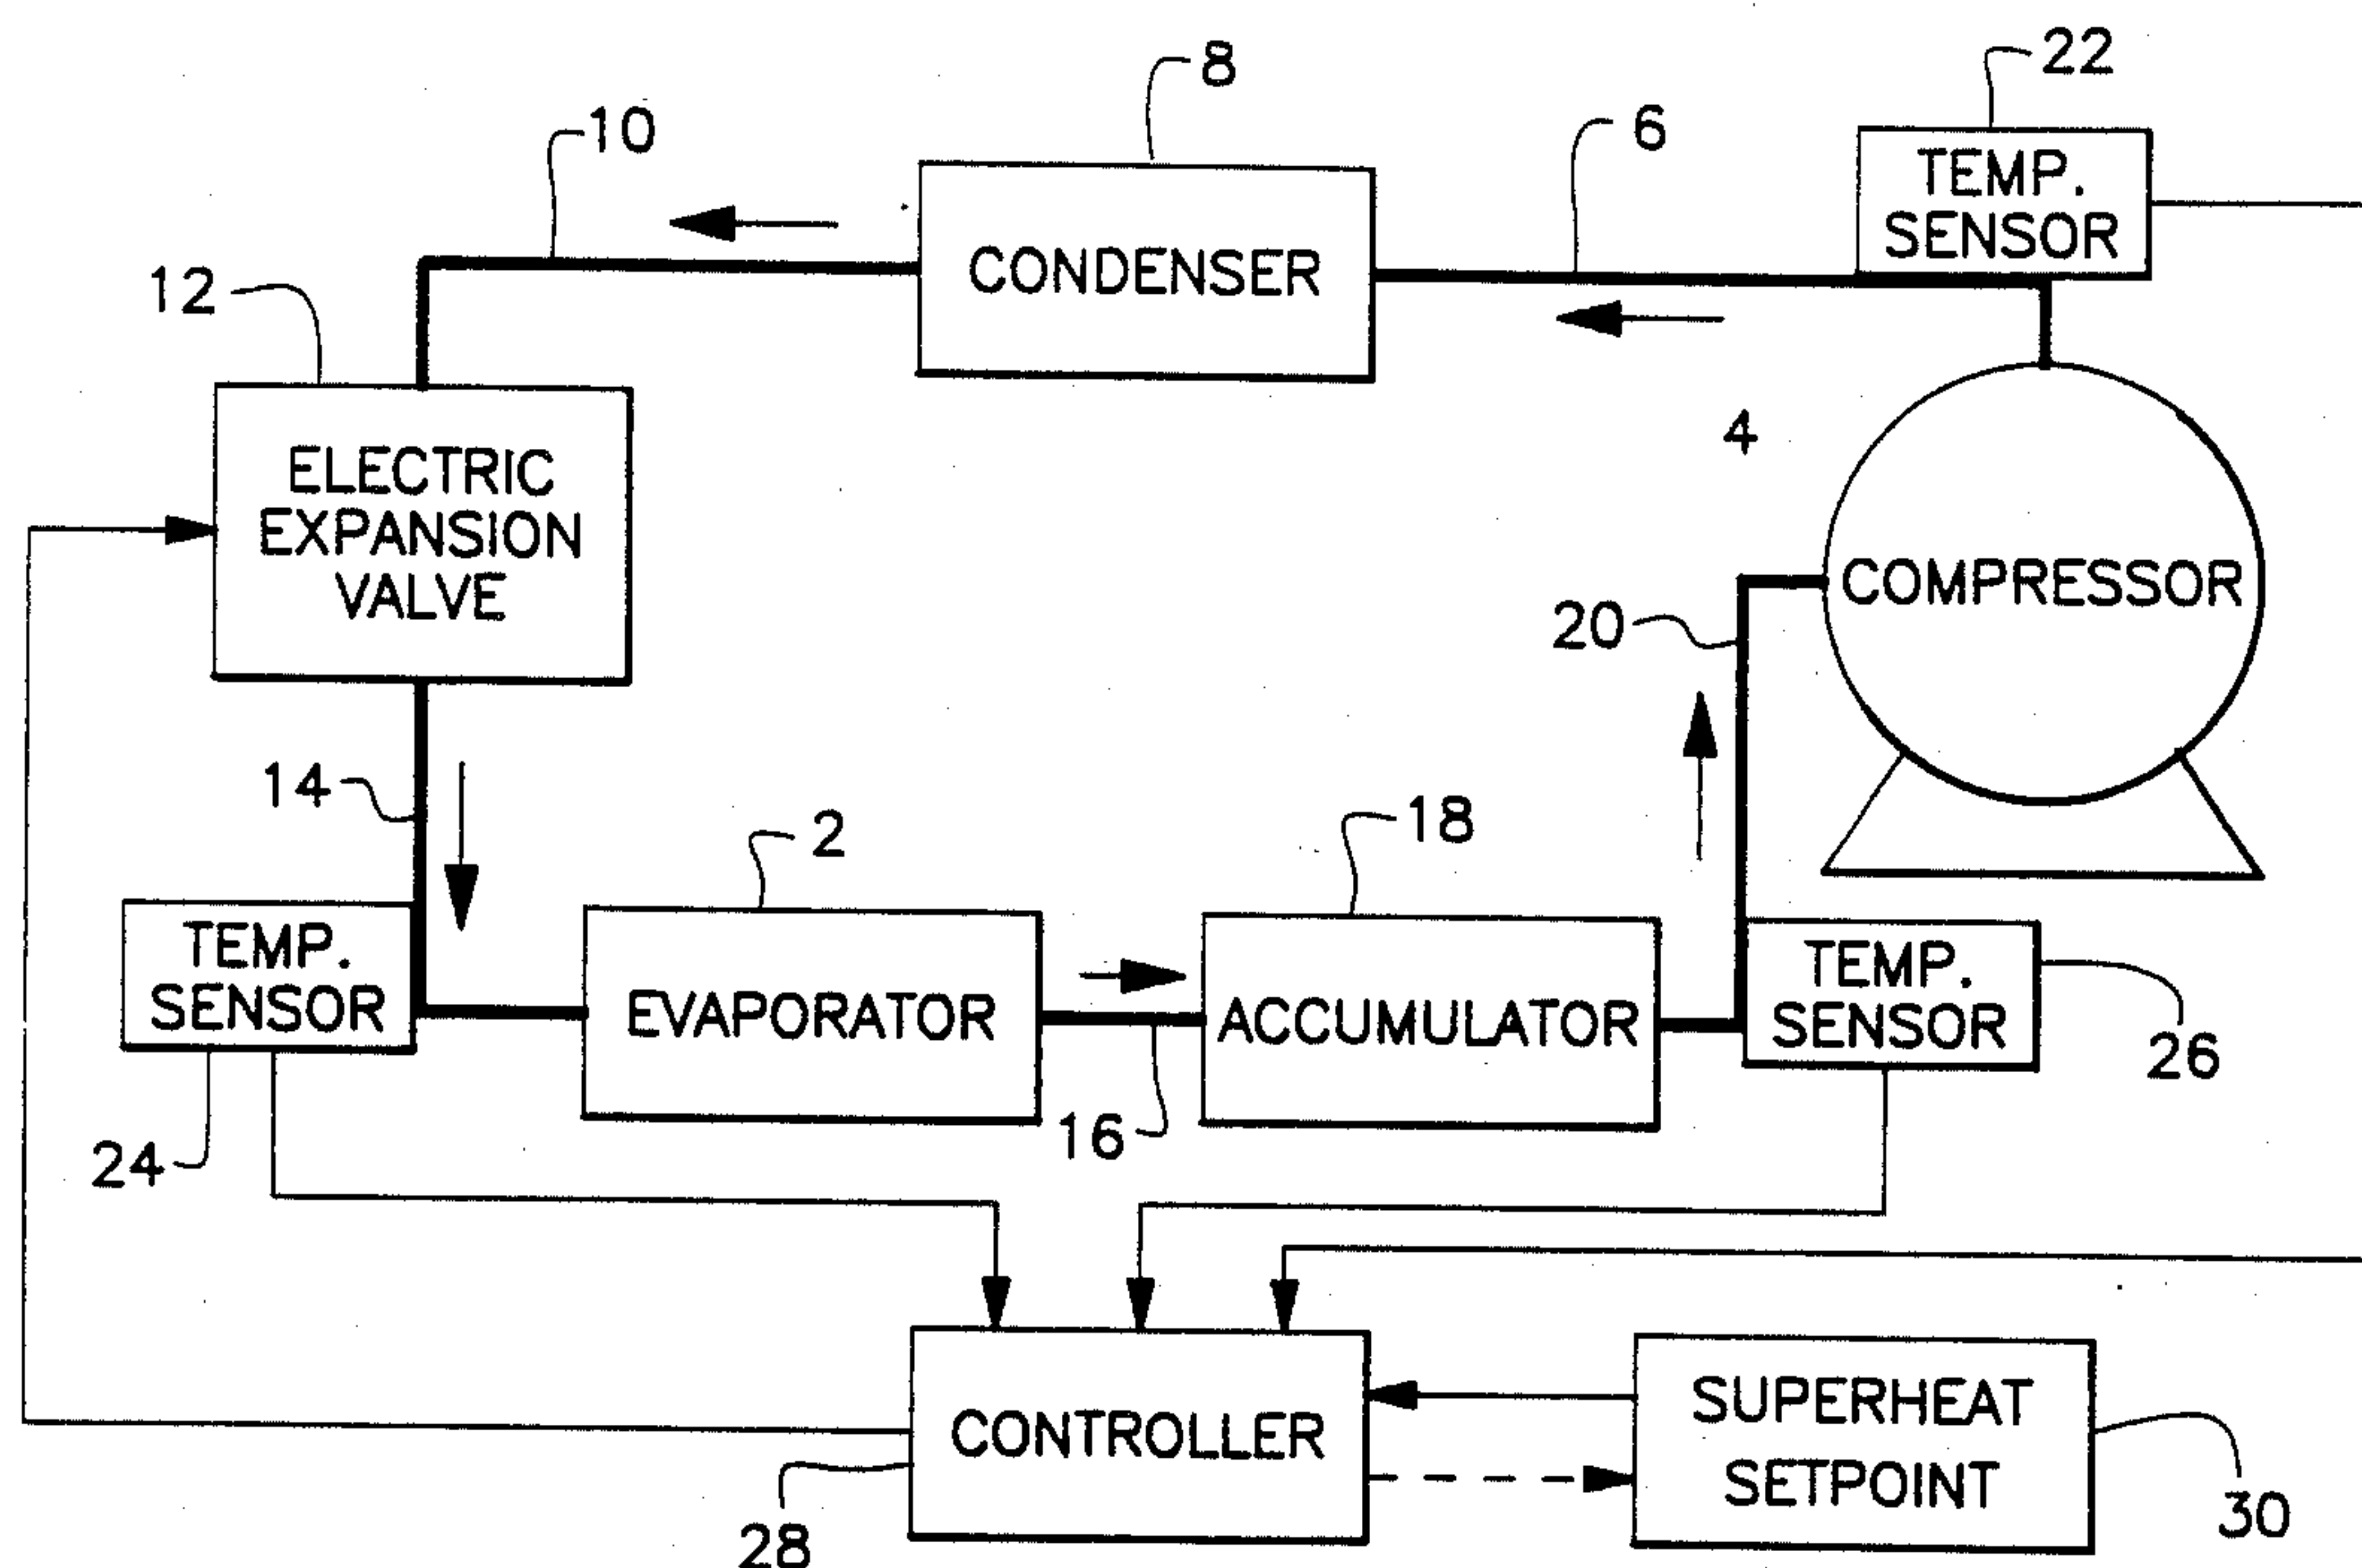 8
22
10
6
TEMP.
SENSOR
CONDENSER
12
4
ELECTRIC
EXPANSION
VALVE
COMPRESSOR
20
14
2
18
TEMP.
SENSOR
EVAPORATOR
ACCUMULATOR
TEMP.
SENSOR
26
16
24
CONTROLLER
SUPERHEAT
SETPOINT
28
30